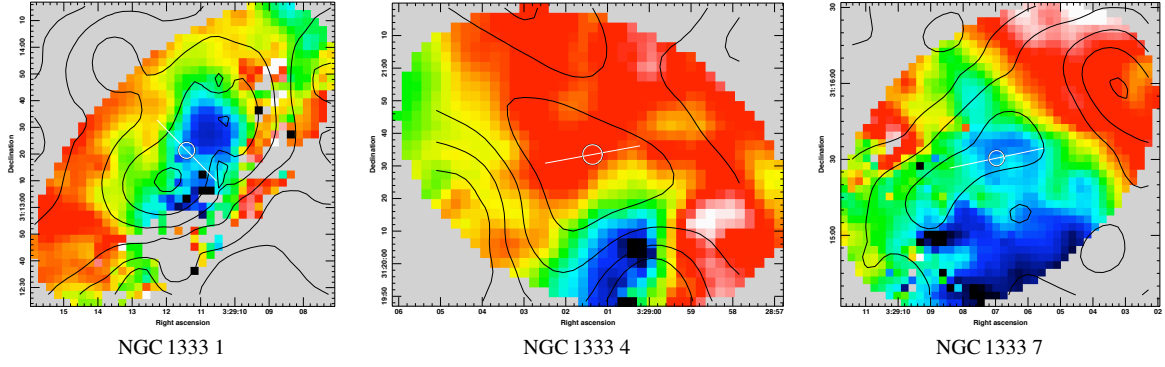 Declination
10
14:00
50
40
30
20
10
31:13:00
50
40
12:30
15 14 13 12 11 3:29:10 09 08
Right ascension
NGC 1333 1
Declination
10
21:00
50
40
30
20
10
31:20:00
19:50
06 05 04 03 02 01 3:29:00 59 58 28:57
Right ascension
NGC 1333 4
Declination
30
31:16:00
30
15:00
30
11 3:29:10 09 08 07 06 05 04 03 02
Right ascension
NGC 1333 7